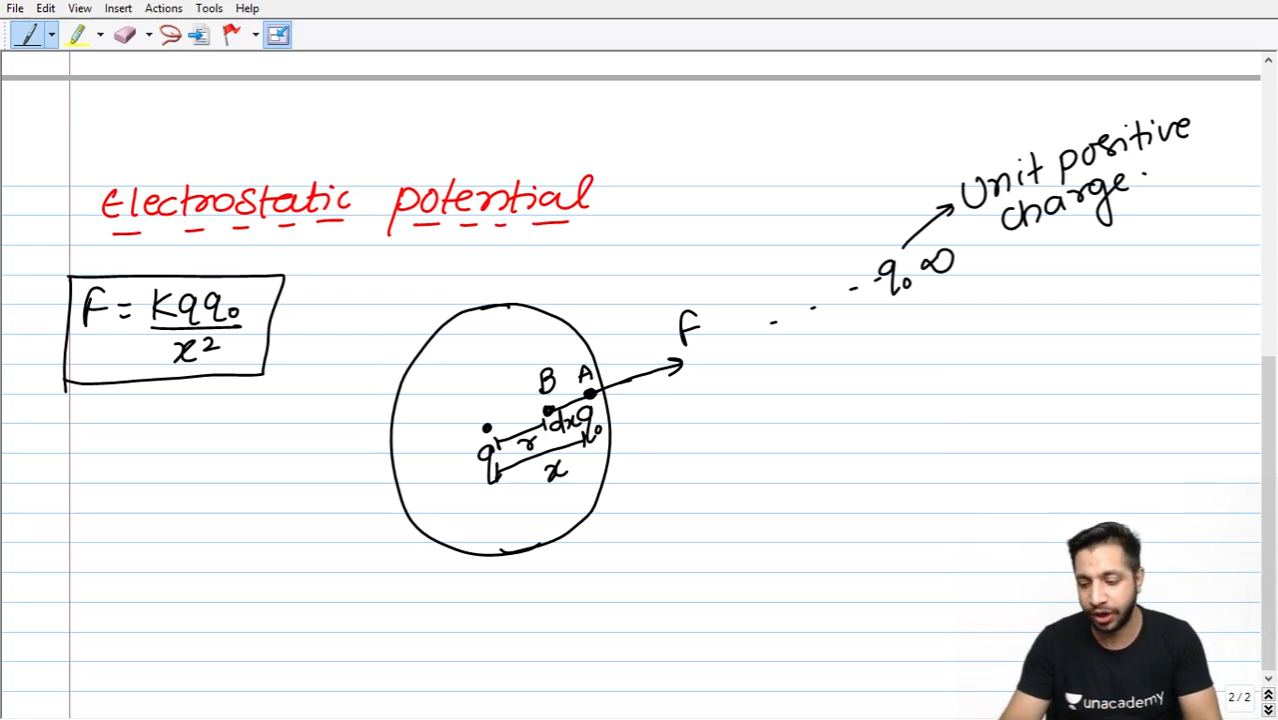 File Edit View Insert Actions Tools Help
Electrostatic potential
Unit positive
charge.
q₀ ∞
F = Kqq₀
x²
F
B A
dx q₀
r
q
x
2 / 2
unacademy